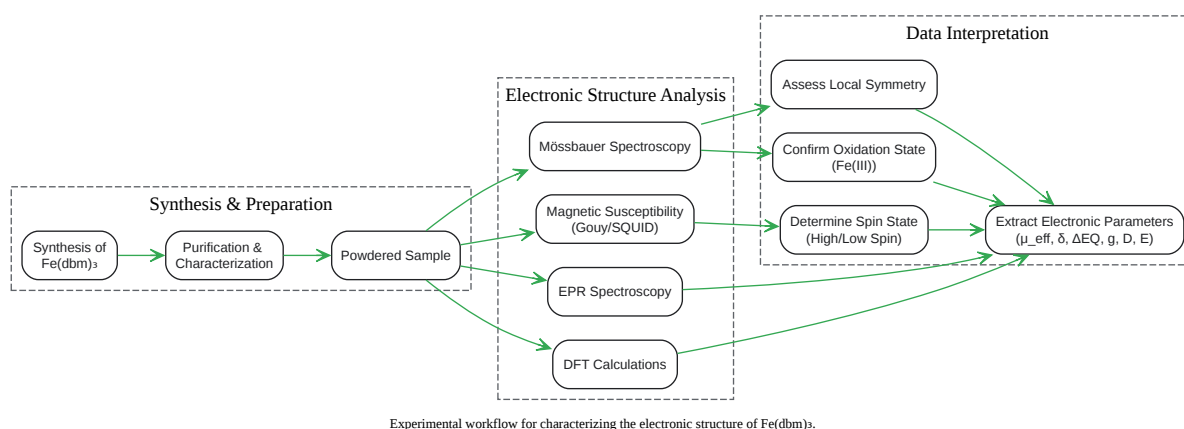 Synthesis & Preparation
Synthesis of
Fe(dbm)₃
Purification &
Characterization
Powdered Sample
Electronic Structure Analysis
Mössbauer Spectroscopy
Magnetic Susceptibility
(Gouy/SQUID)
EPR Spectroscopy
DFT Calculations
Data Interpretation
Assess Local Symmetry
Confirm Oxidation State
(Fe(III))
Determine Spin State
(High/Low Spin)
Extract Electronic Parameters
(μ_eff, δ, ΔEQ, g, D, E)
Experimental workflow for characterizing the electronic structure of Fe(dbm)₃.